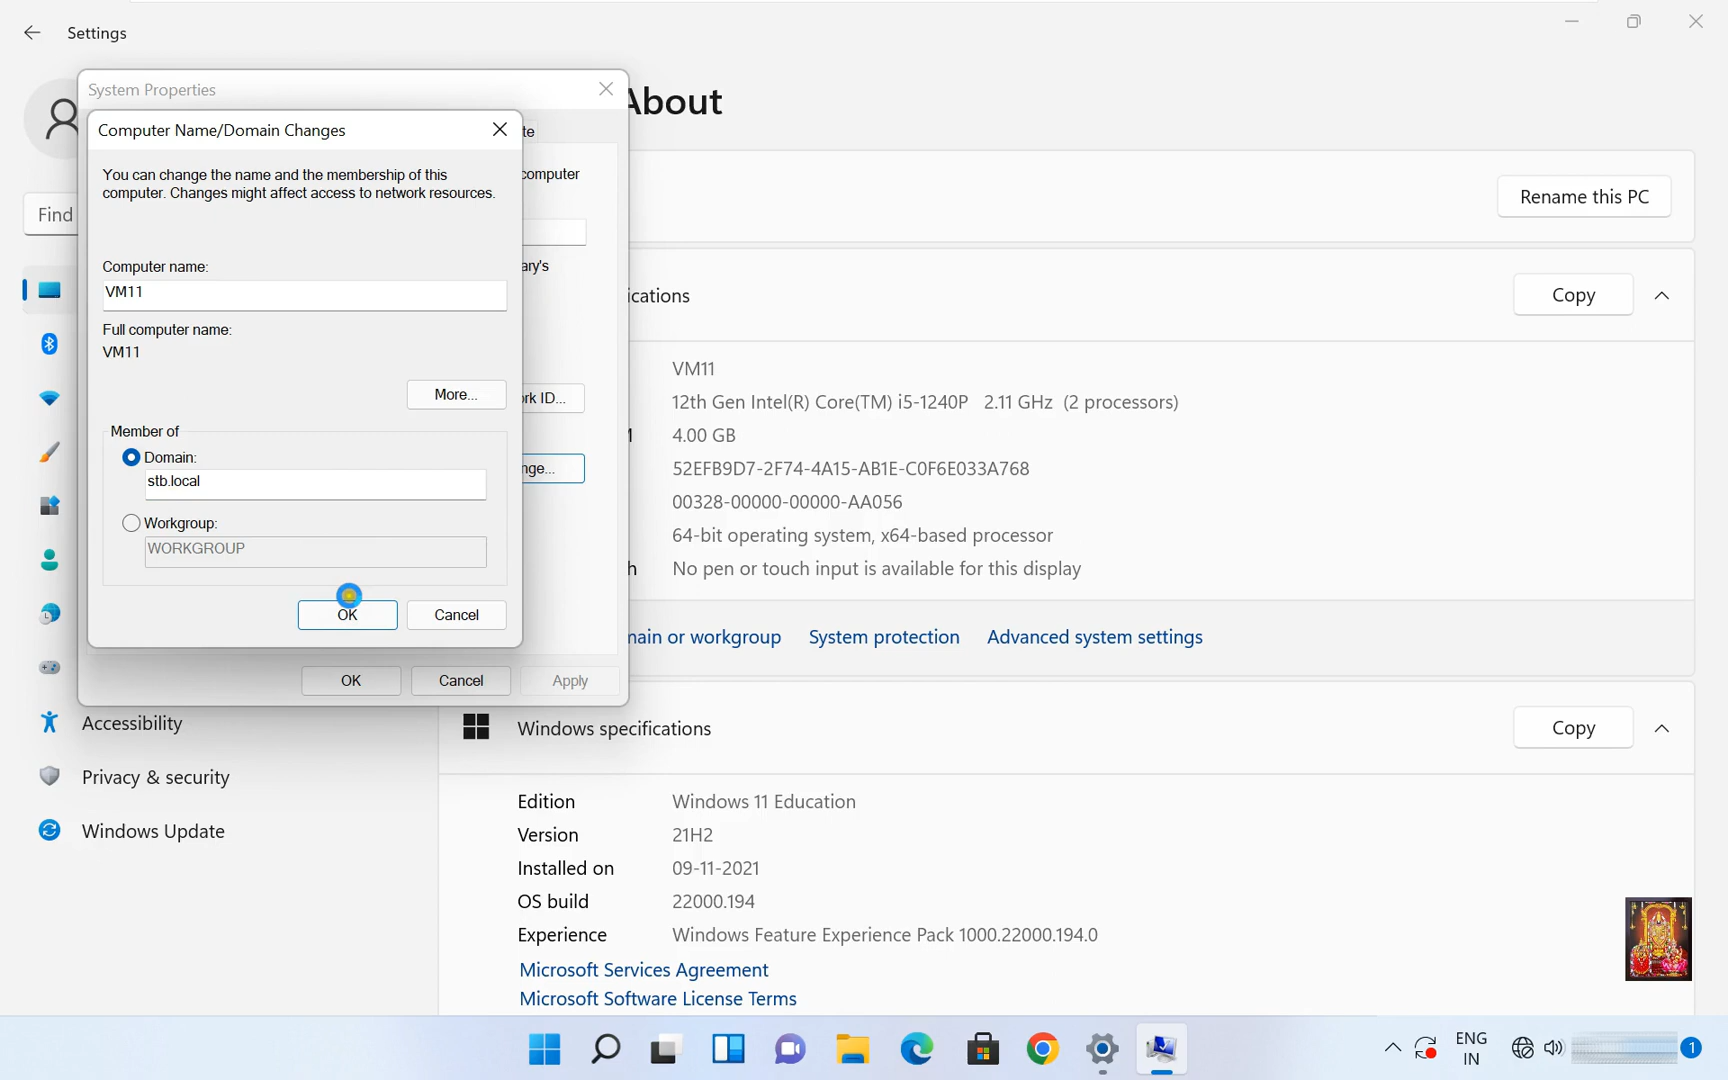 Settings
System Properties
Computer Name/Domain Changes
You can change the name and the membership of this
computer. Changes might affect access to network resources.
Computer name:
VM11
Full computer name:
VM11
More...
Member of
Domain:
stb.local
Workgroup:
WORKGROUP
OK
Cancel
te
computer
ary's
rk ID...
nge...
OK
Cancel
Apply
Find
Accessibility
Privacy & security
Windows Update
About
Rename this PC
ications
Copy
VM11
12th Gen Intel(R) Core(TM) i5-1240P 2.11 GHz (2 processors)
4.00 GB
52EFB9D7-2F74-4A15-AB1E-C0F6E033A768
00328-00000-00000-AA056
64-bit operating system, x64-based processor
h No pen or touch input is available for this display
main or workgroup System protection Advanced system settings
Windows specifications
Copy
Edition Windows 11 Education
Version 21H2
Installed on 09-11-2021
OS build 22000.194
Experience Windows Feature Experience Pack 1000.22000.194.0
Microsoft Services Agreement
Microsoft Software License Terms
ENG
IN
1